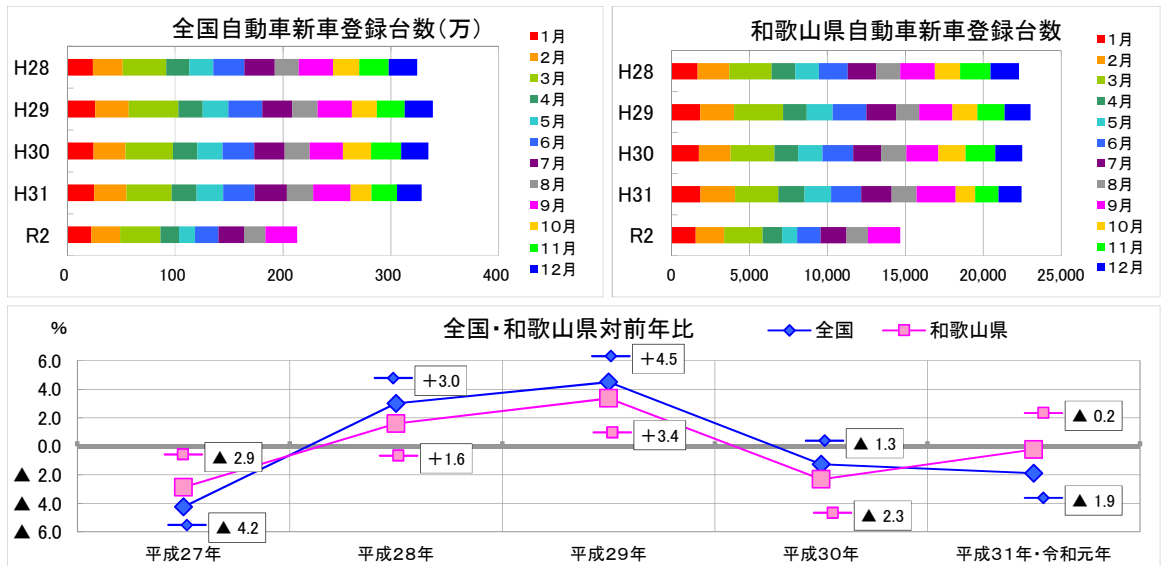 全国自動車新車登録台数(万)
H28
H29
H30
H31
R2
0 100 200 300 400
1月
2月
3月
4月
5月
6月
7月
8月
9月
10月
11月
12月
和歌山県自動車新車登録台数
H28
H29
H30
H31
R2
0 5,000 10,000 15,000 20,000 25,000
1月
2月
3月
4月
5月
6月
7月
8月
9月
10月
11月
12月
全国・和歌山県対前年比
全国 和歌山県
%
6.0
4.0
2.0
0.0
▲ 2.0
▲ 4.0
▲ 6.0
▲ 2.9
▲ 4.2
+3.0
+1.6
+4.5
+3.4
▲ 1.3
▲ 2.3
▲ 0.2
▲ 1.9
平成27年 平成28年 平成29年 平成30年 平成31年・令和元年